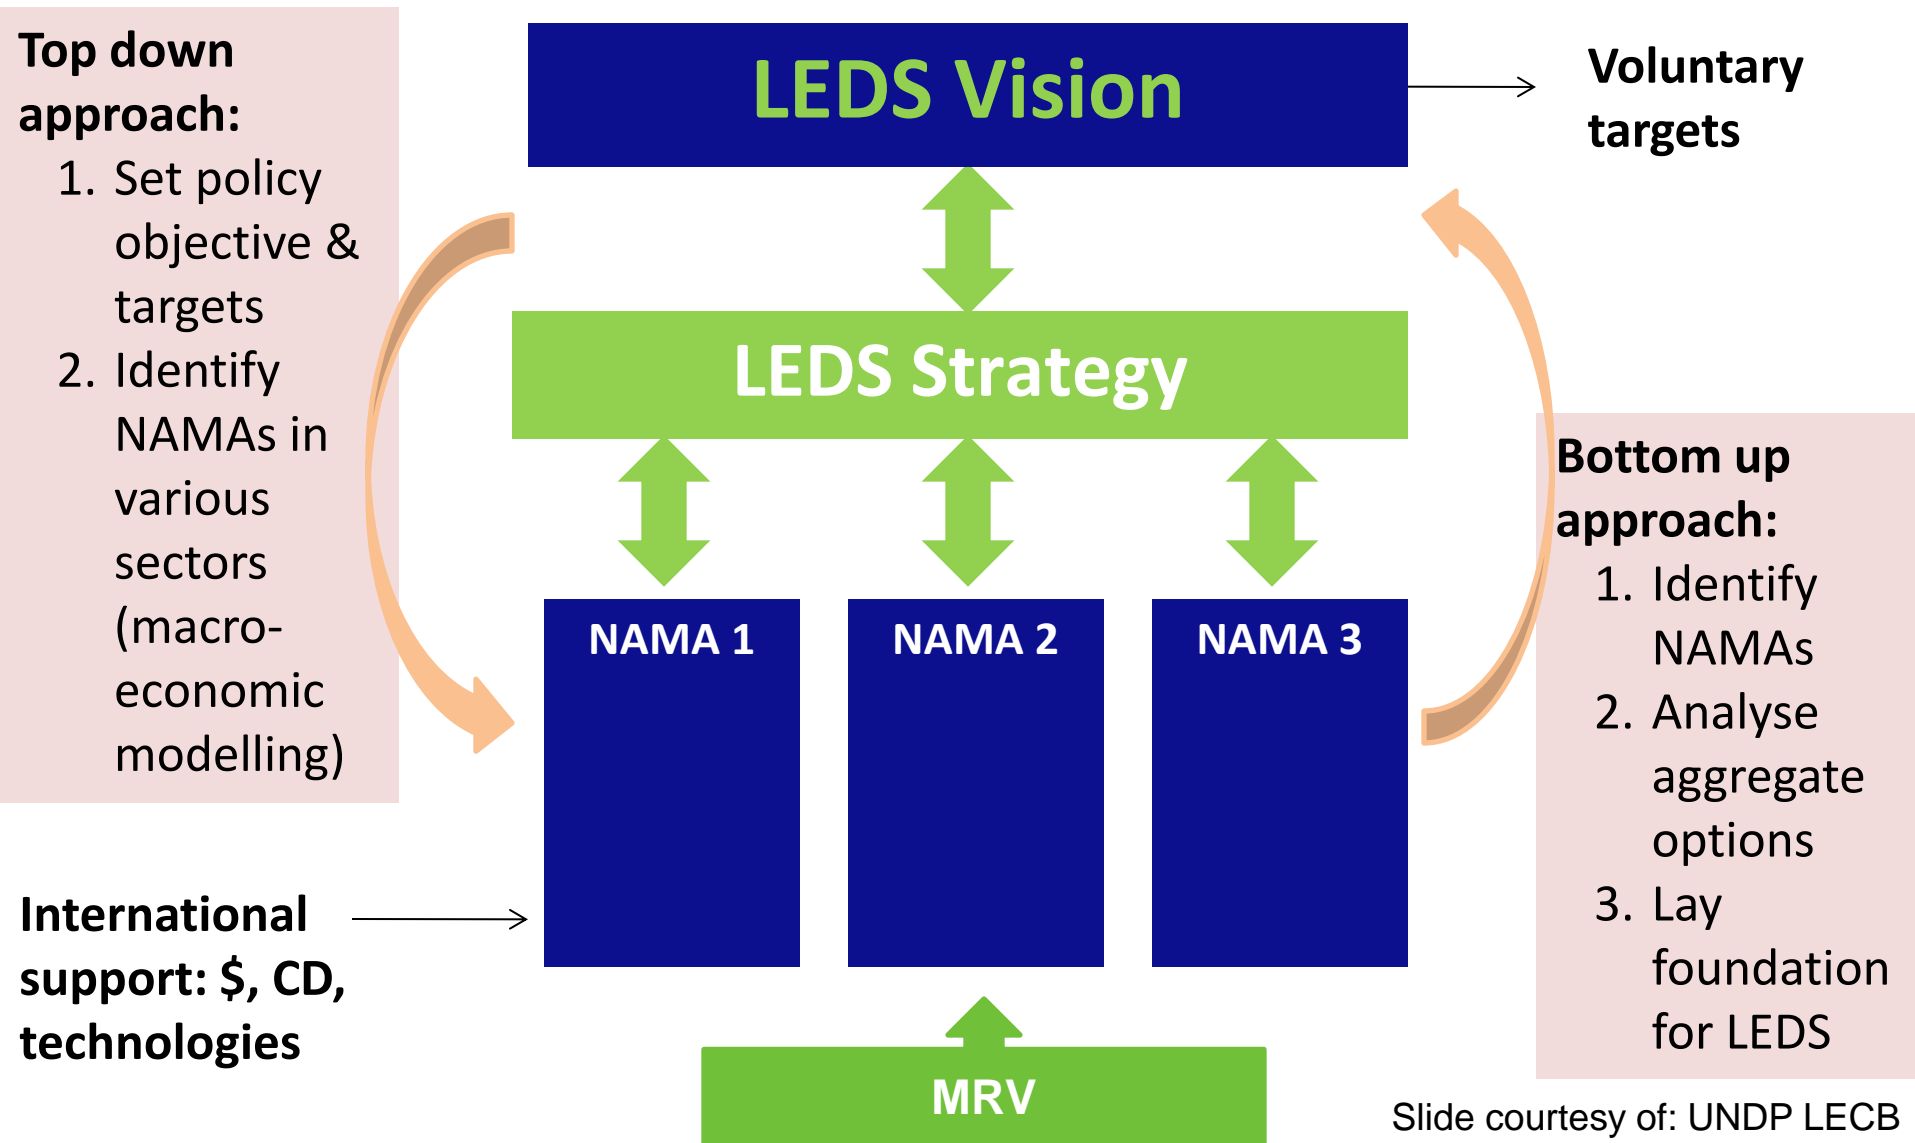 Top down
approach:
1. Set policy
objective &
targets
2. Identify
NAMAs in
various
sectors
(macro-
economic
modelling)
International
support: $, CD,
technologies
LEDS Vision
LEDS Strategy
NAMA 1
NAMA 2
NAMA 3
MRV
Voluntary
targets
Bottom up
approach:
1. Identify
NAMAs
2. Analyse
aggregate
options
3. Lay
foundation
for LEDS
Slide courtesy of: UNDP LECB